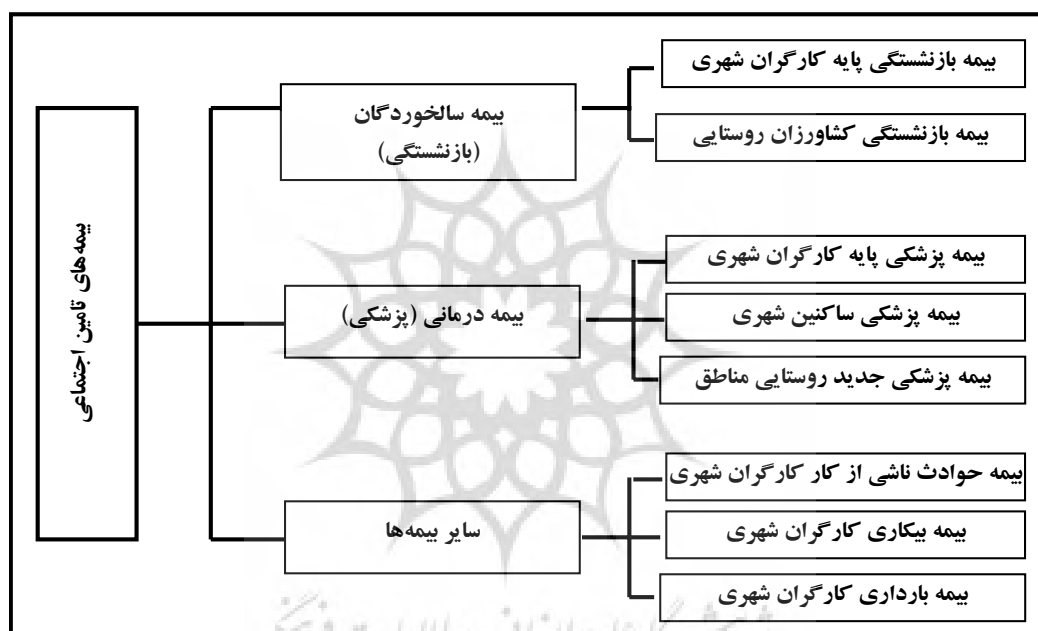 بیمه‌های تامین اجتماعی
بیمه سالخوردگان
(بازنشستگی)
بیمه بازنشستگی پایه کارگران شهری
بیمه بازنشستگی کشاورزان روستایی
بیمه درمانی (پزشکی)
بیمه پزشکی پایه کارگران شهری
بیمه پزشکی ساکنین شهری
بیمه پزشکی جدید روستایی مناطق
سایر بیمه‌ها
بیمه حوادث ناشی از کار کارگران شهری
بیمه بیکاری کارگران شهری
بیمه بارداری کارگران شهری